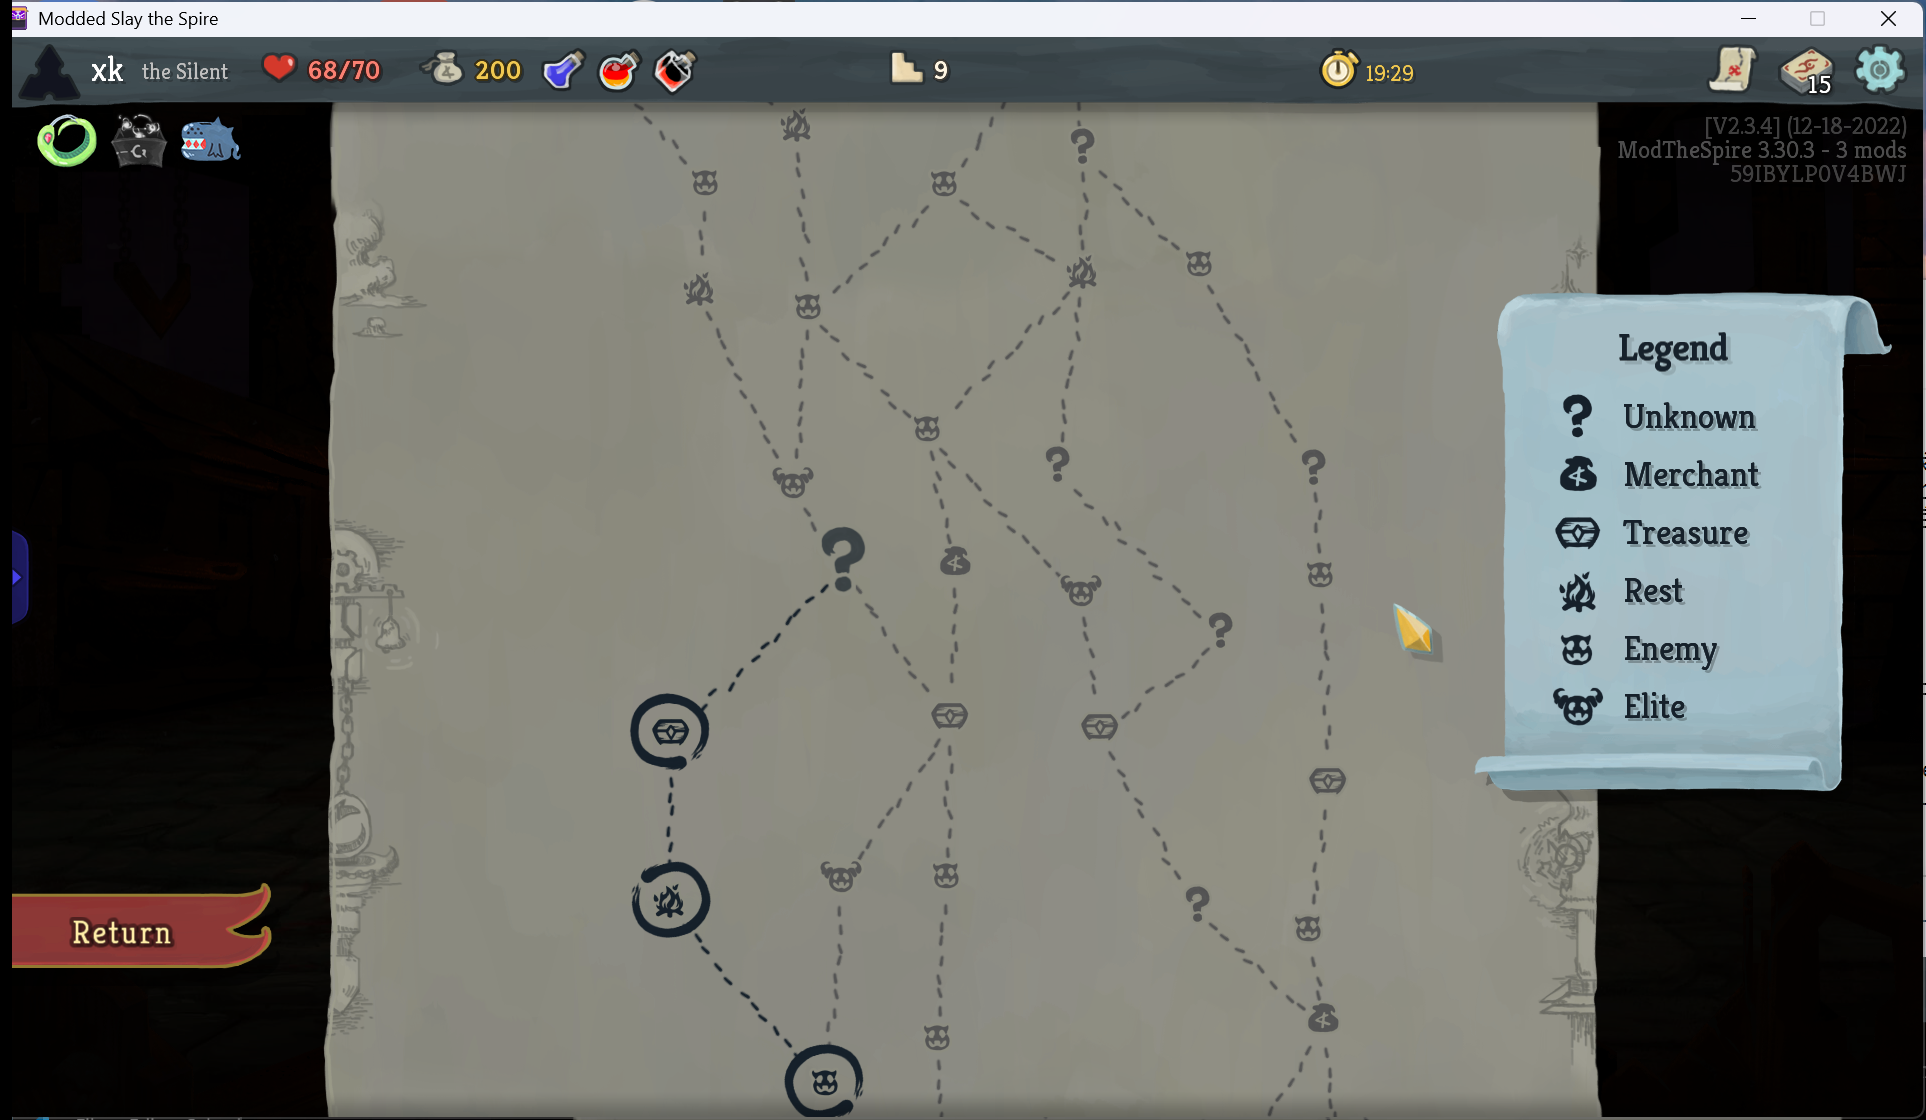 Modded Slay the Spire
xk the Silent 68/70 200 9 19:29 15
[V2.3.4] (12-18-2022)
ModTheSpire 3.30.3 - 3 mods
59IBYLP0V4BWJ
Legend
Unknown
Merchant
Treasure
Rest
Enemy
Elite
Return